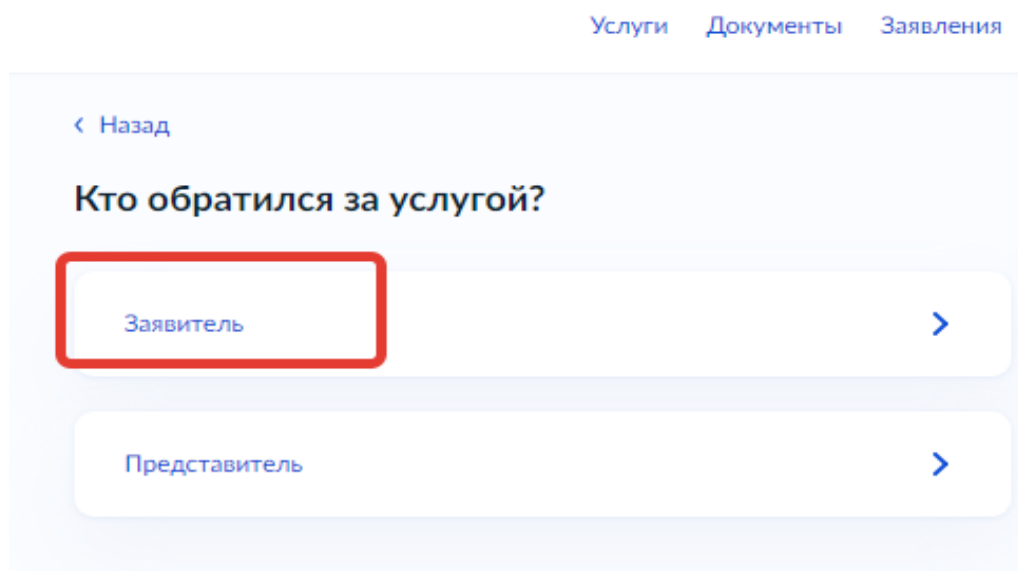 Услуги Документы Заявления
Назад
Кто обратился за услугой?
Заявитель
Представитель